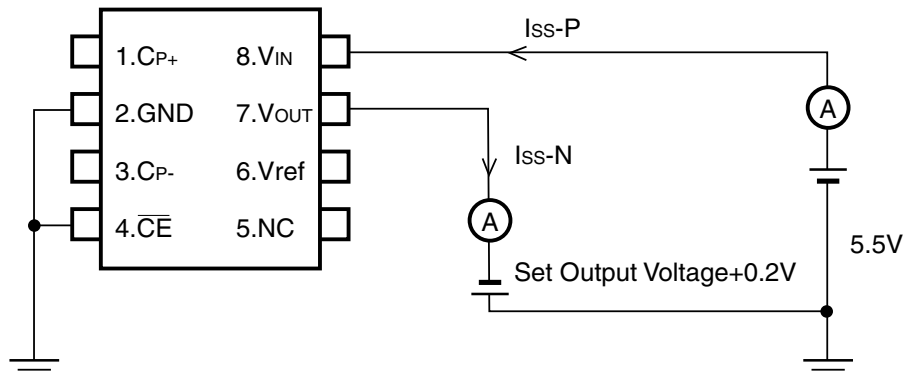 ISS-P
1.CP+ 8.VIN
A
2.GND 7.VOUT
ISS-N
3.CP- 6.Vref
A
4.C̅E̅ 5.NC
5.5V
Set Output Voltage+0.2V